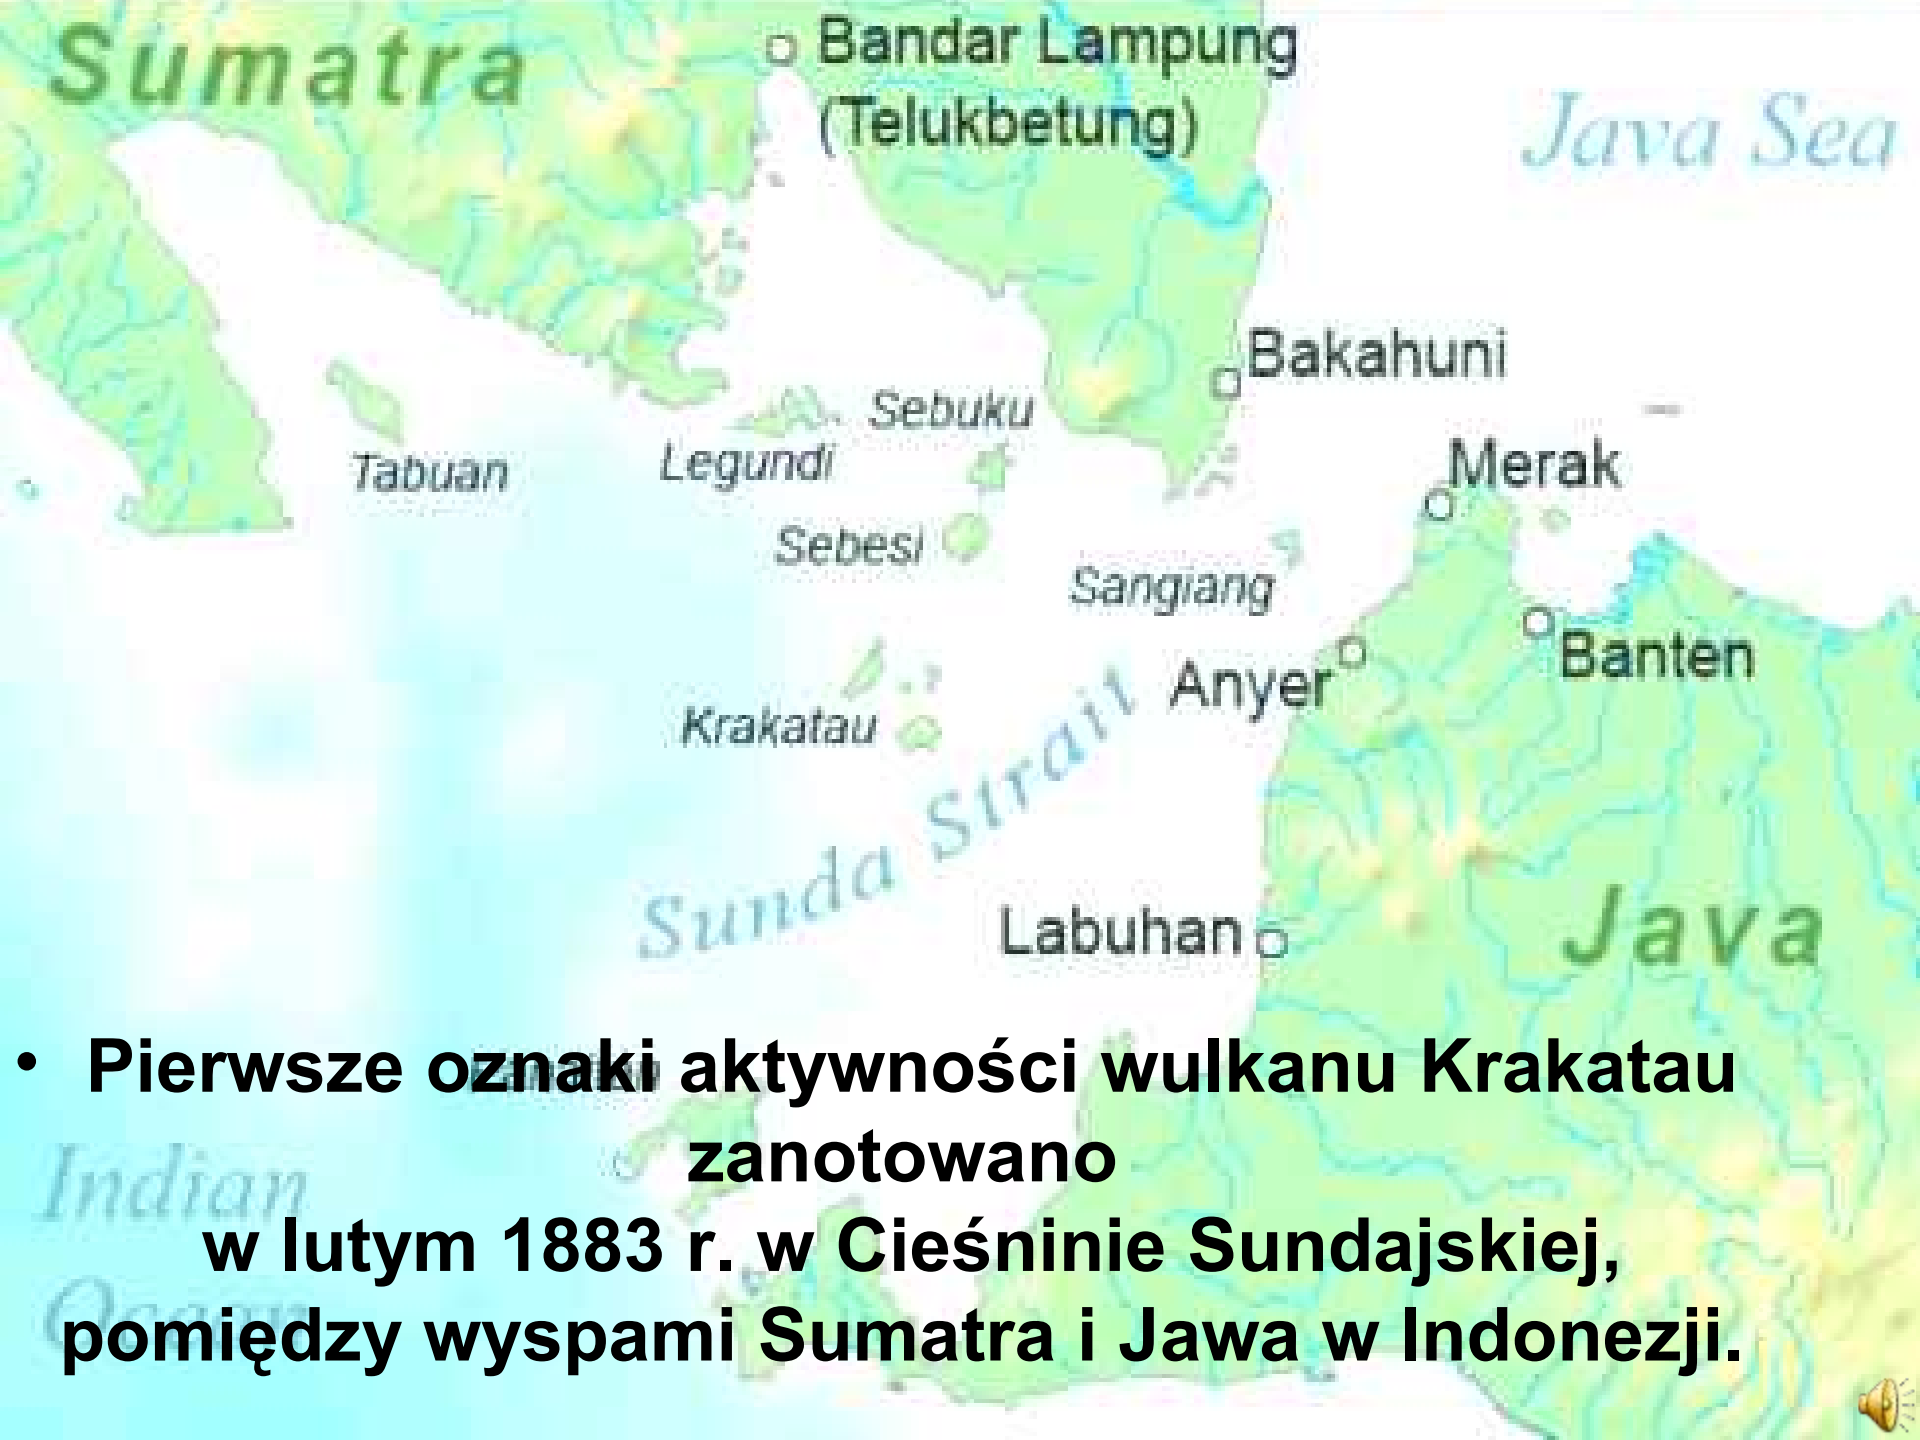 Sumatra
Bandar Lampung
(Telukbetung)
Java Sea
Bakahuni
Sebuku
Merak
Legundi
Tabuan
Sebesi
Sangiang
Banten
Anyer
Krakatau
Sunda Strait
Labuhan
Java
• Pierwsze oznaki aktywności wulkanu Krakatau
zanotowano
w lutym 1883 r. w Cieśninie Sundajskiej,
pomiędzy wyspami Sumatra i Jawa w Indonezji.
Indian
Ocean